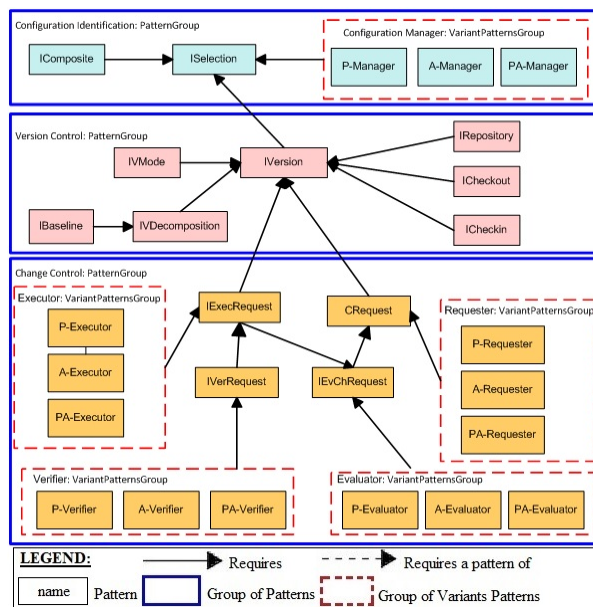 Configuration Identification: PatternGroup
Configuration Manager: VariantPatternsGroup
IComposite
ISelection
P-Manager
A-Manager
PA-Manager
Version Control: PatternGroup
IVMode
IVersion
IRepository
ICheckout
IBaseline
IVDecomposition
ICheckin
Change Control: PatternGroup
Executor: VariantPatternsGroup
P-Executor
A-Executor
PA-Executor
IExecRequest
CRequest
IVerRequest
IEvChRequest
Requester: VariantPatternsGroup
P-Requester
A-Requester
PA-Requester
Verifier: VariantPatternsGroup
P-Verifier
A-Verifier
PA-Verifier
Evaluator: VariantPatternsGroup
P-Evaluator
A-Evaluator
PA-Evaluator
LEGEND:
Requires
Requires a pattern of
name
Pattern
Group of Patterns
Group of Variants Patterns